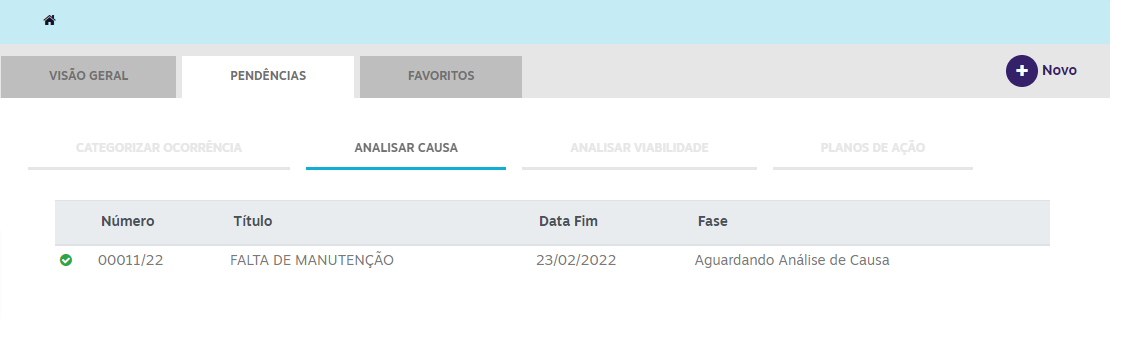 VISÃO GERAL PENDÊNCIAS FAVORITOS Novo
CATEGORIZAR OCORRÊNCIA ANALISAR CAUSA ANALISAR VIABILIDADE PLANOS DE AÇÃO
Número Título Data Fim Fase
00011/22 FALTA DE MANUTENÇÃO 23/02/2022 Aguardando Análise de Causa